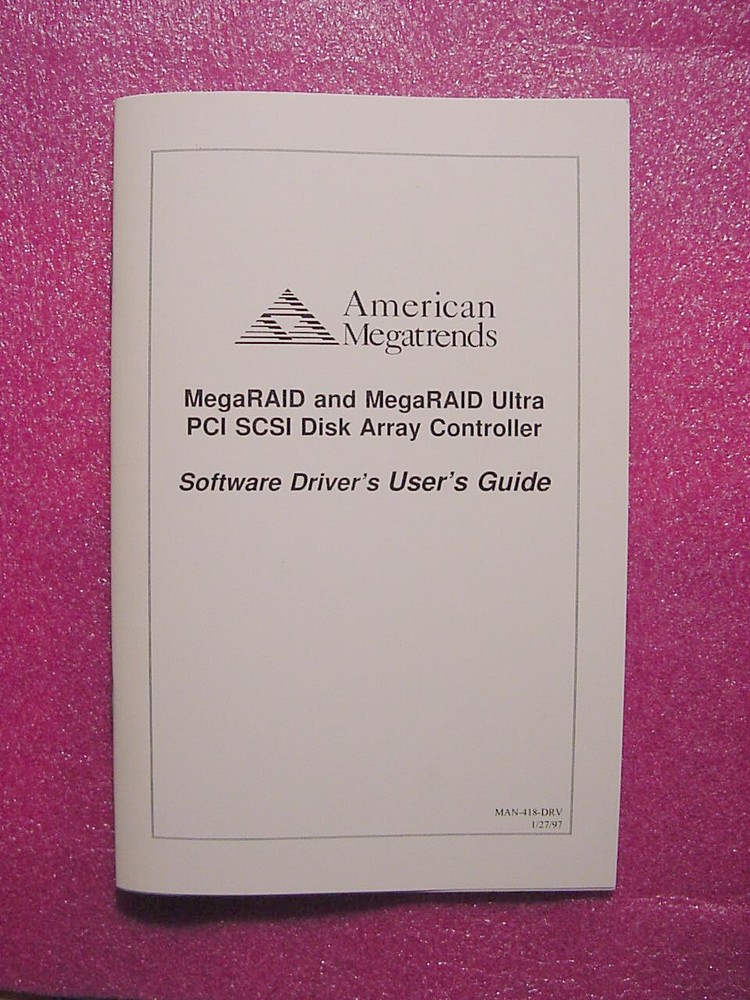 American
Megatrends
MegaRAID and MegaRAID Ultra
PCI SCSI Disk Array Controller
Software Driver's User's Guide
MAN-418-DRV
1/27/97